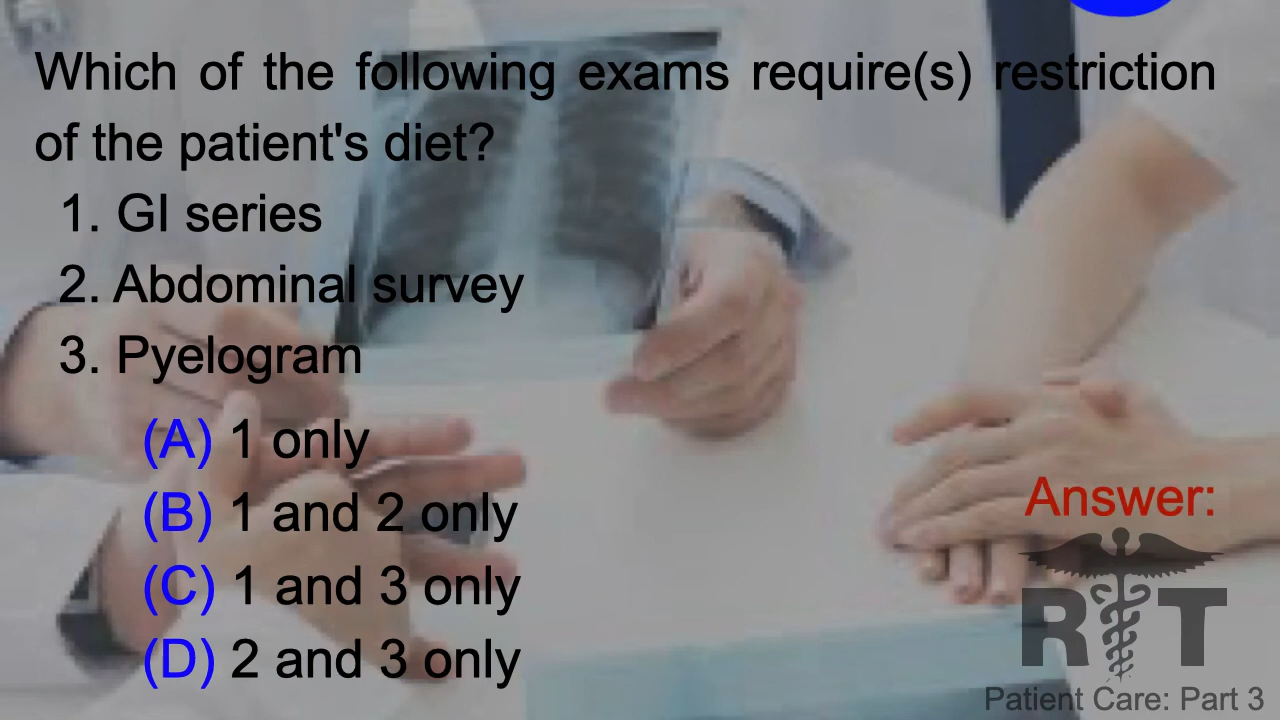 Which of the following exams require(s) restriction
of the patient's diet?
1. GI series
2. Abdominal survey
3. Pyelogram
(A) 1 only
(B) 1 and 2 only
(C) 1 and 3 only
(D) 2 and 3 only
Answer:
R T
Patient Care: Part 3